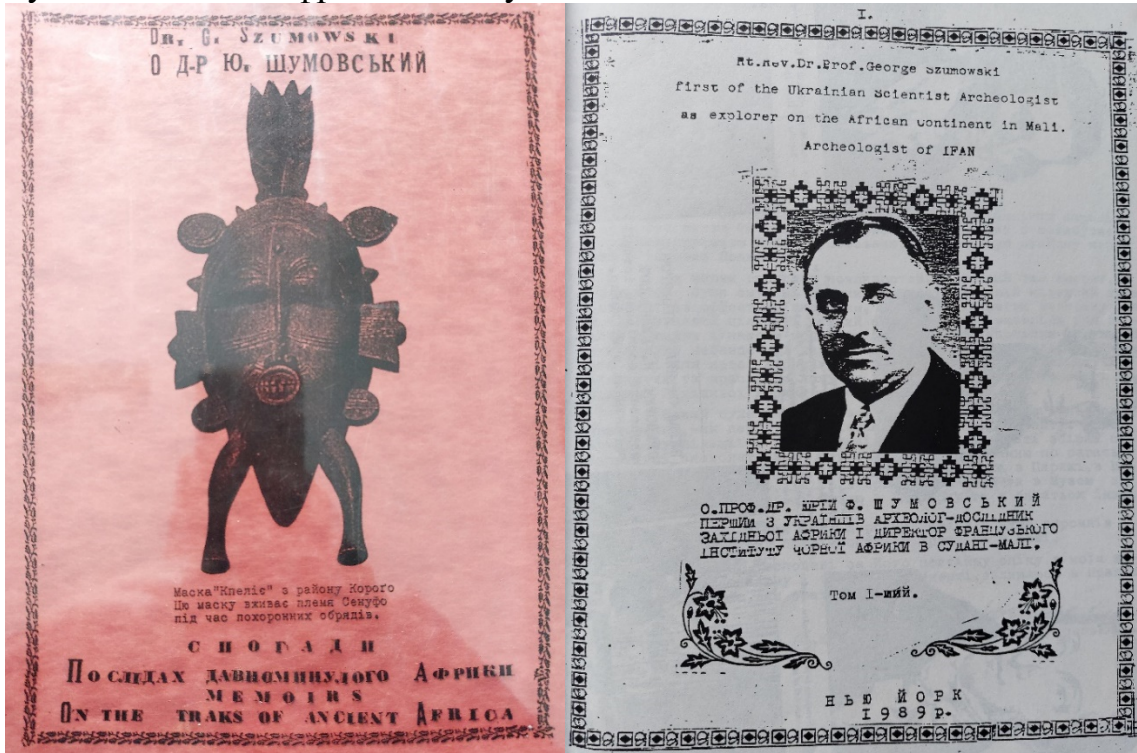 DR. G. SZUMOWSKI
О Д-Р Ю. ШУМОВСЬКИЙ
Маска"Кпеліє" з району Корого
Цю маску вживає племя Сенуфо
під час похоронних обрядів.
СПОГАДИ
ПО СЛІДАХ ДАВНОМИНУЛОГО АФРИКИ
MEMOIRS
ON THE TRAKS OF ANCIENT AFRICA
I.
Rt.Rev.Dr.Prof.George Szumowski
first of the Ukrainian Scientist Archeologist
as explorer on the African Continent in Mali.
Archeologist of IFAN
О.ПРОФ.ДР. ЮРІЙ Ф. ШУМОВСЬКИЙ
ПЕРШИЙ З УКРАЇНЦІВ АРХЕОЛОГ-ДОСЛІДНИК
ЗАХІДНЬОЇ АФРИКИ І ДИРЕКТОР ФРАНЦУЗЬКОГО
ІНСТИТУТУ ЧОРНОЇ АФРИКИ В СУДАНІ-МАЛІ.
Том I-ший.
НЬЮ ЙОРК
1989р.